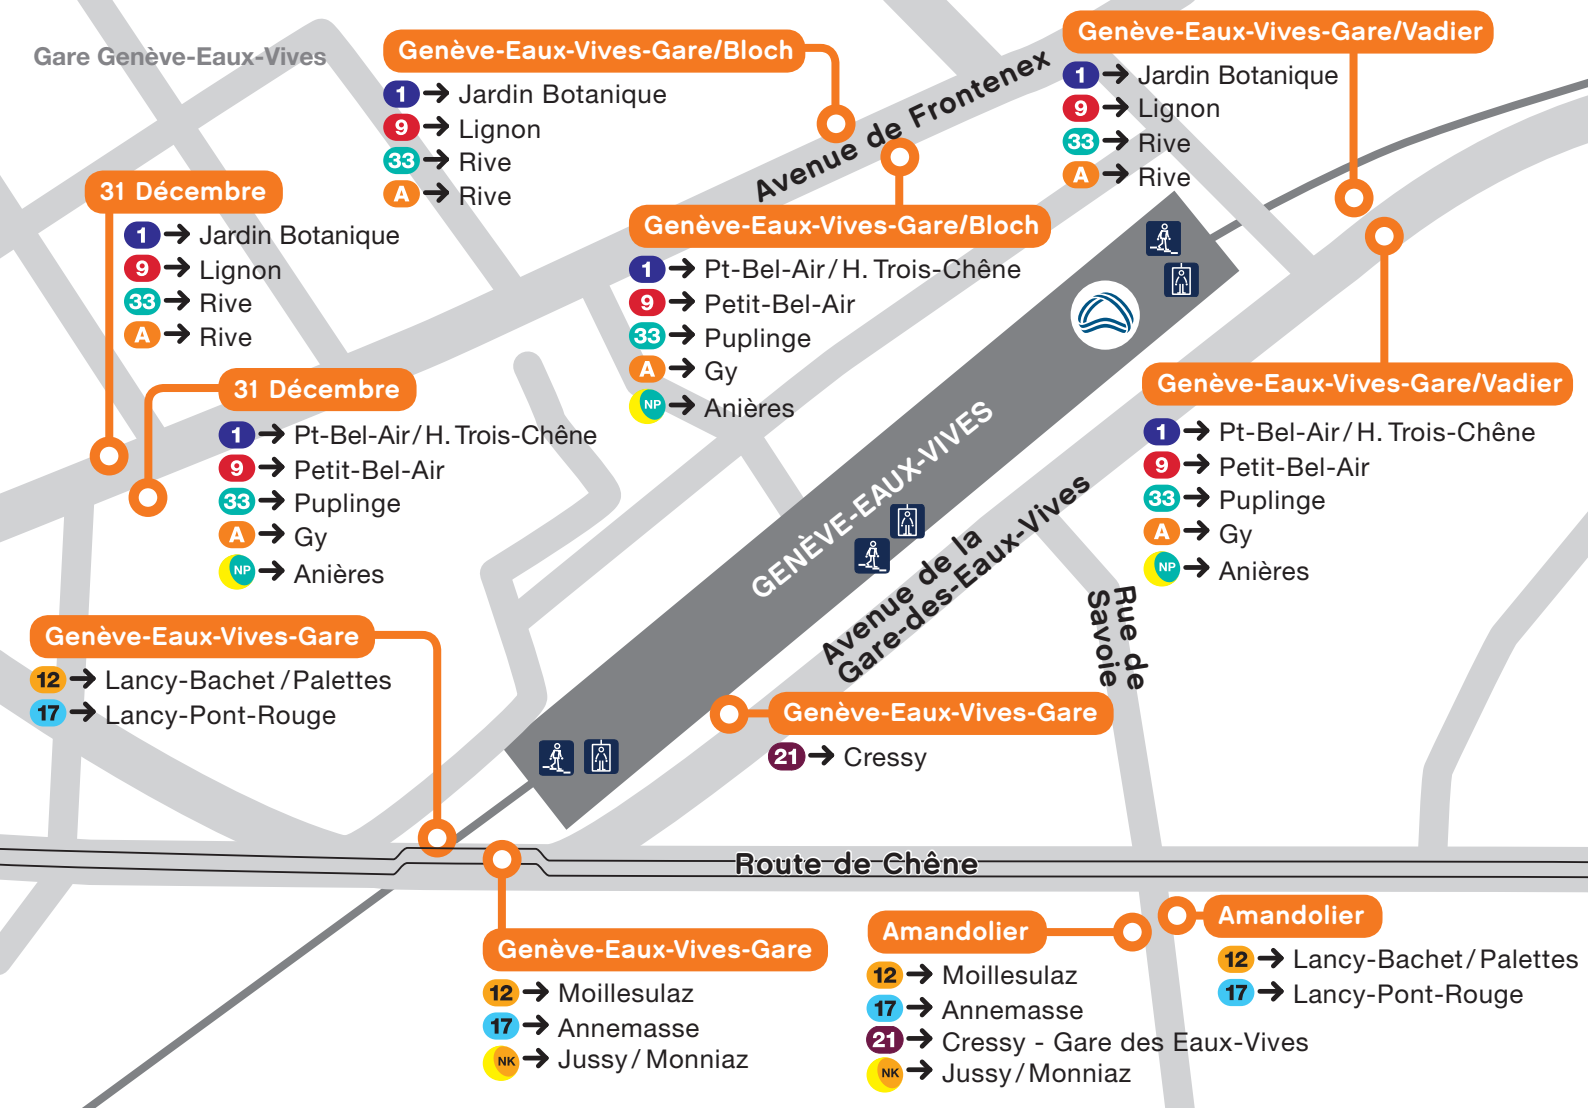 Gare Genève-Eaux-Vives
Genève-Eaux-Vives-Gare/Bloch
1 → Jardin Botanique
9 → Lignon
33 → Rive
A → Rive
Genève-Eaux-Vives-Gare/Vadier
1 → Jardin Botanique
9 → Lignon
33 → Rive
A → Rive
Avenue de Frontenex
31 Décembre
1 → Jardin Botanique
9 → Lignon
33 → Rive
A → Rive
Genève-Eaux-Vives-Gare/Bloch
1 → Pt-Bel-Air/H. Trois-Chêne
9 → Petit-Bel-Air
33 → Puplinge
A → Gy
NP → Anières
31 Décembre
1 → Pt-Bel-Air/H. Trois-Chêne
9 → Petit-Bel-Air
33 → Puplinge
A → Gy
NP → Anières
Genève-Eaux-Vives-Gare/Vadier
1 → Pt-Bel-Air/H. Trois-Chêne
9 → Petit-Bel-Air
33 → Puplinge
A → Gy
NP → Anières
GENÈVE-EAUX-VIVES
Avenue de la
Gare-des-Eaux-Vives
Rue de
Savoie
Genève-Eaux-Vives-Gare
12 → Lancy-Bachet/Palettes
17 → Lancy-Pont-Rouge
Genève-Eaux-Vives-Gare
21 → Cressy
Route de Chêne
Genève-Eaux-Vives-Gare
12 → Moillesulaz
17 → Annemasse
NK → Jussy/Monniaz
Amandolier
12 → Moillesulaz
17 → Annemasse
21 → Cressy - Gare des Eaux-Vives
NK → Jussy/Monniaz
Amandolier
12 → Lancy-Bachet/Palettes
17 → Lancy-Pont-Rouge